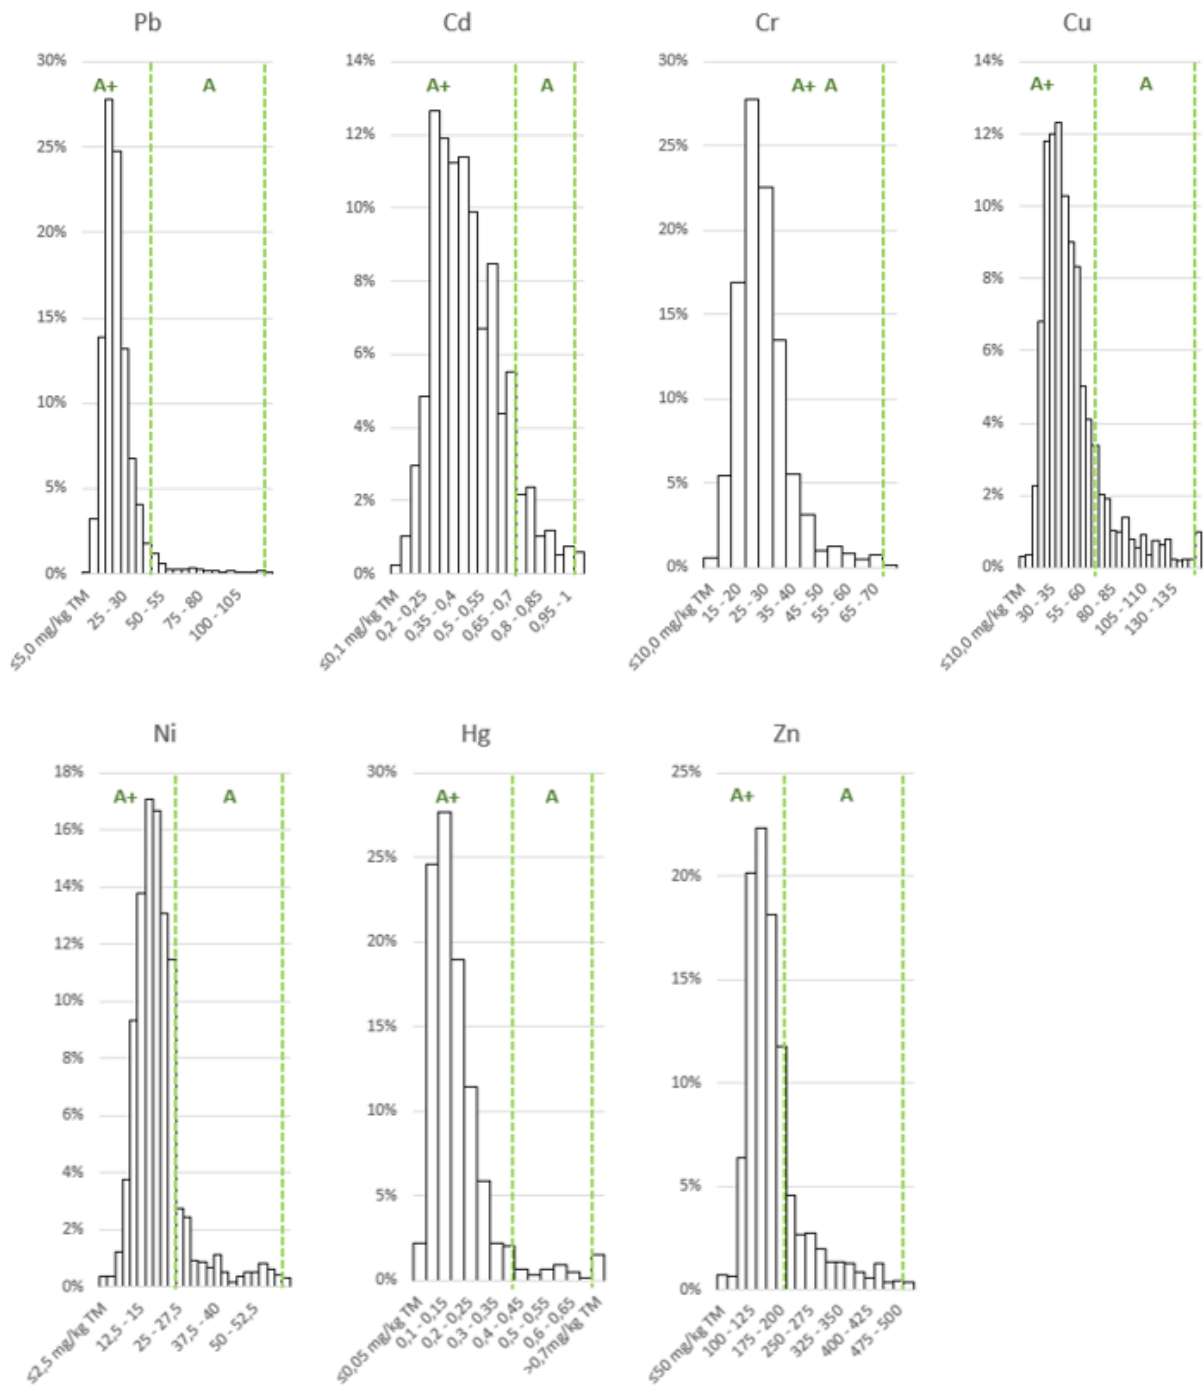 Pb
30%
25%
20%
15%
10%
5%
0%
A+
A
≤5,0 mg/kg TM
25 - 30
50 - 55
75 - 80
100 - 105
Cd
14%
12%
10%
8%
6%
4%
2%
0%
A+
A
≤0,1 mg/kg TM
0,2 - 0,25
0,35 - 0,4
0,5 - 0,55
0,65 - 0,7
0,8 - 0,85
0,95 - 1
Cr
30%
25%
20%
15%
10%
5%
0%
A+ A
≤10,0 mg/kg TM
15 - 20
25 - 30
35 - 40
45 - 50
55 - 60
65 - 70
Cu
14%
12%
10%
8%
6%
4%
2%
0%
A+
A
≤10,0 mg/kg TM
30 - 35
55 - 60
80 - 85
105 - 110
130 - 135
Ni
18%
16%
14%
12%
10%
8%
6%
4%
2%
0%
A+
A
≤2,5 mg/kg TM
12,5 - 15
25 - 27,5
37,5 - 40
50 - 52,5
Hg
30%
25%
20%
15%
10%
5%
0%
A+
A
≤0,05 mg/kg TM
0,1 - 0,15
0,2 - 0,25
0,3 - 0,35
0,4 - 0,45
0,5 - 0,55
0,6 - 0,65
>0,7mg/kg TM
Zn
25%
20%
15%
10%
5%
0%
A+
A
≤50 mg/kg TM
100 - 125
175 - 200
250 - 275
325 - 350
400 - 425
475 - 500